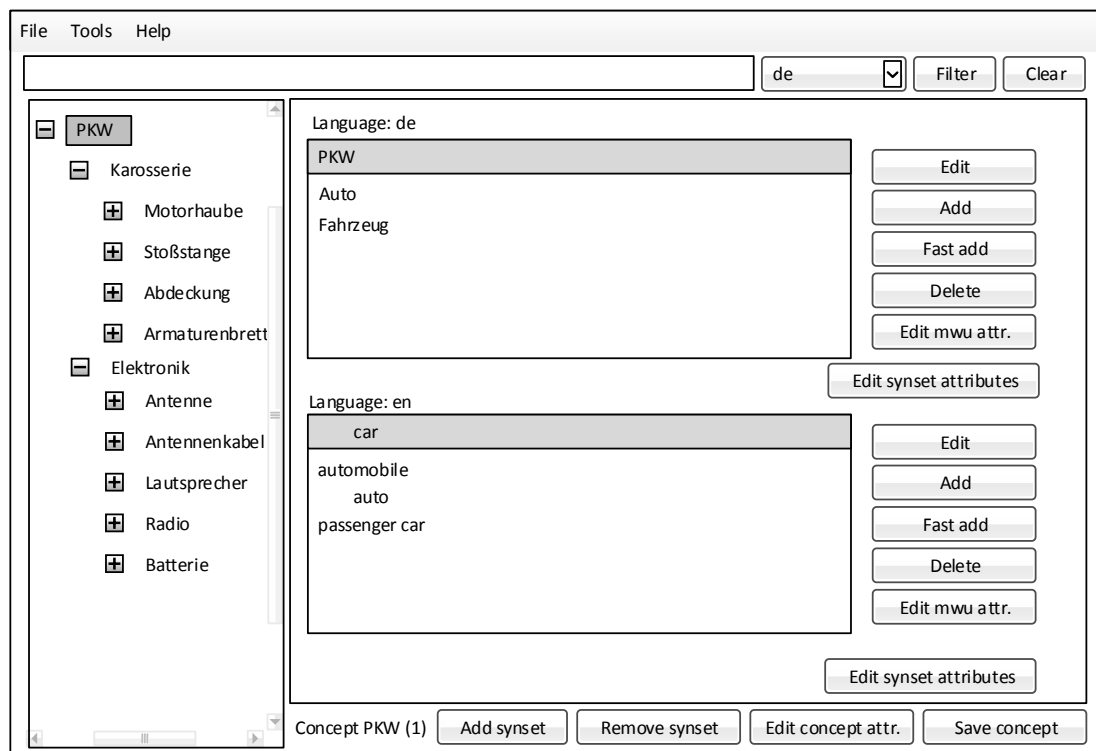 File Tools Help
de Filter Clear
PKW
Karosserie
Motorhaube
Stoßstange
Abdeckung
Armaturenbrett
Elektronik
Antenne
Antennenkabel
Lautsprecher
Radio
Batterie
Language: de
PKW
Auto
Fahrzeug
Edit
Add
Fast add
Delete
Edit mwu attr.
Edit synset attributes
Language: en
car
automobile
auto
passenger car
Edit
Add
Fast add
Delete
Edit mwu attr.
Edit synset attributes
Concept PKW (1) Add synset Remove synset Edit concept attr. Save concept